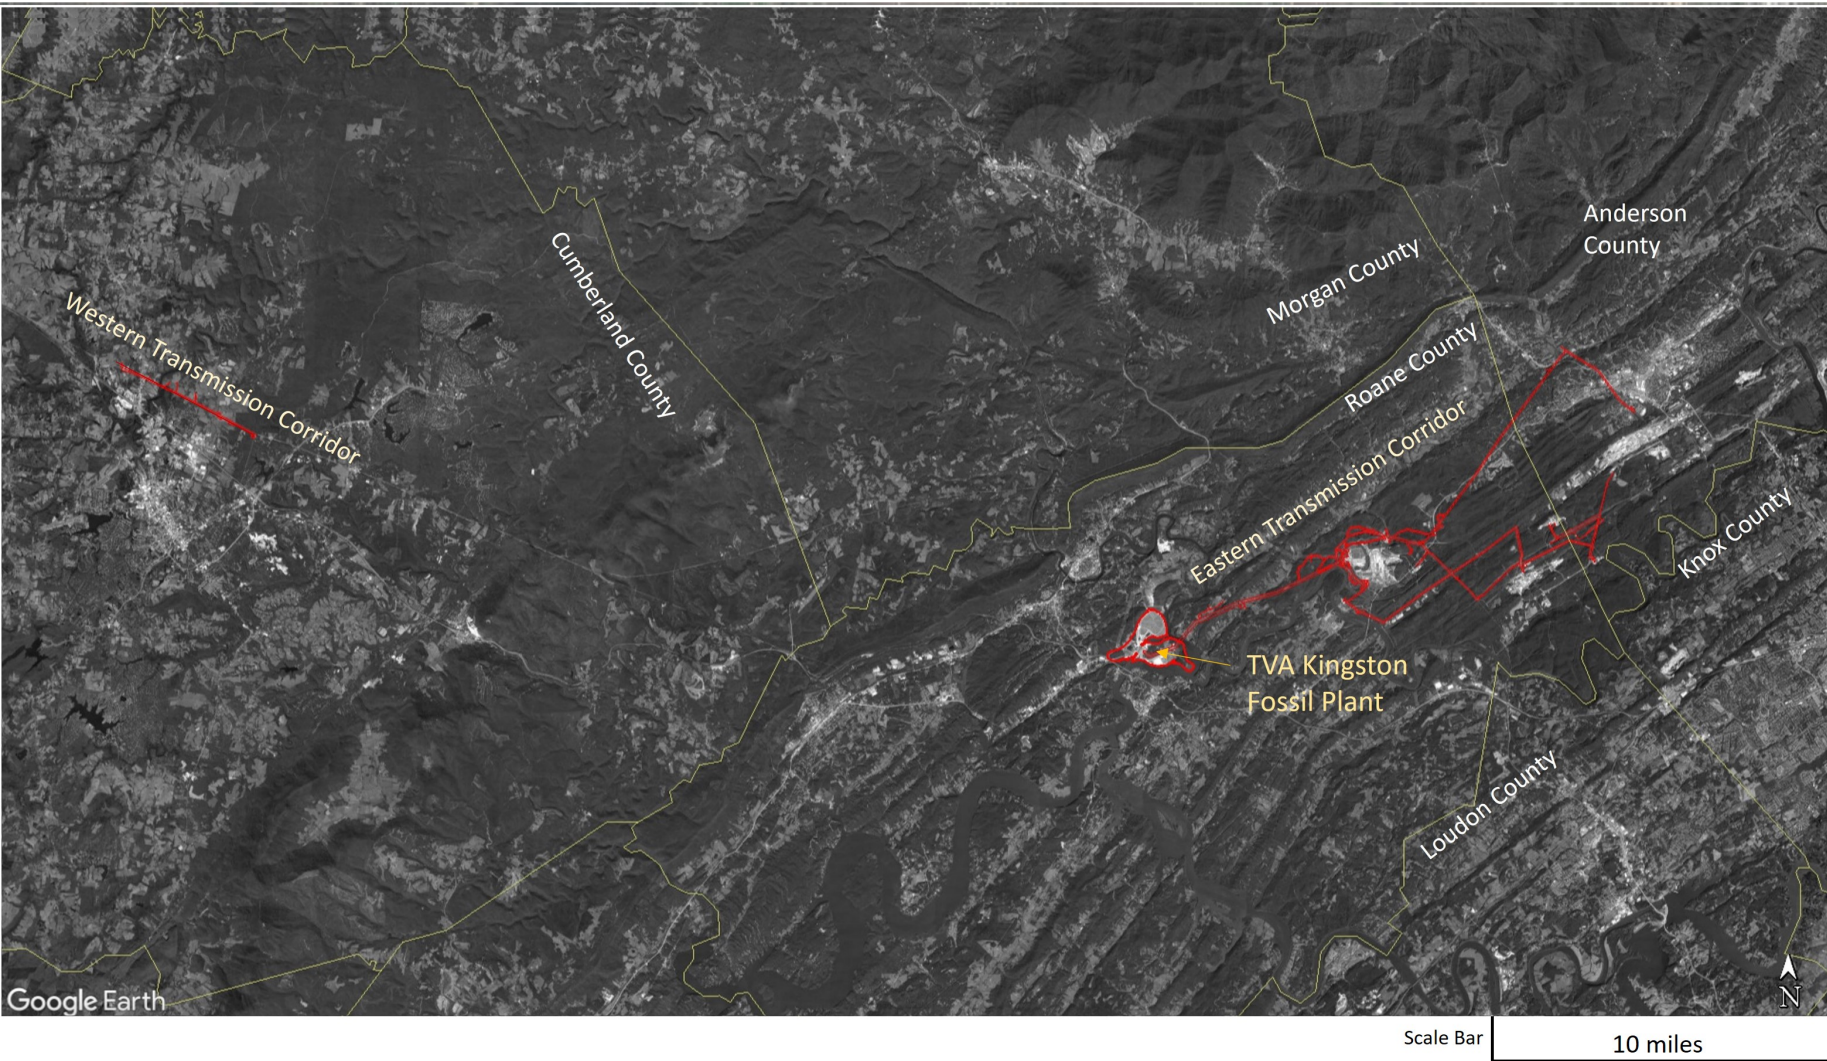 Anderson
County
Morgan County
Cumberland County
Roane County
Western Transmission Corridor
Eastern Transmission Corridor
Knox County
TVA Kingston
Fossil Plant
Loudon County
N
Google Earth
Scale Bar
10 miles